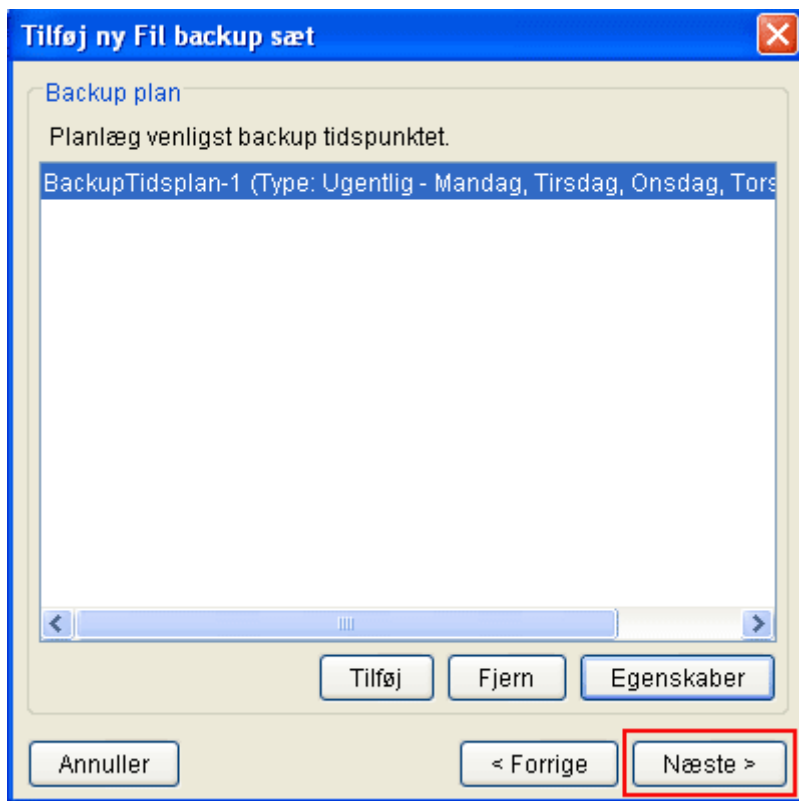 Tilføj ny Fil backup sæt
Backup plan
Planlæg venligst backup tidspunktet.
BackupTidsplan-1 (Type: Ugentlig - Mandag, Tirsdag, Onsdag, Tors
Tilføj Fjern Egenskaber
Annuller < Forrige Næste >